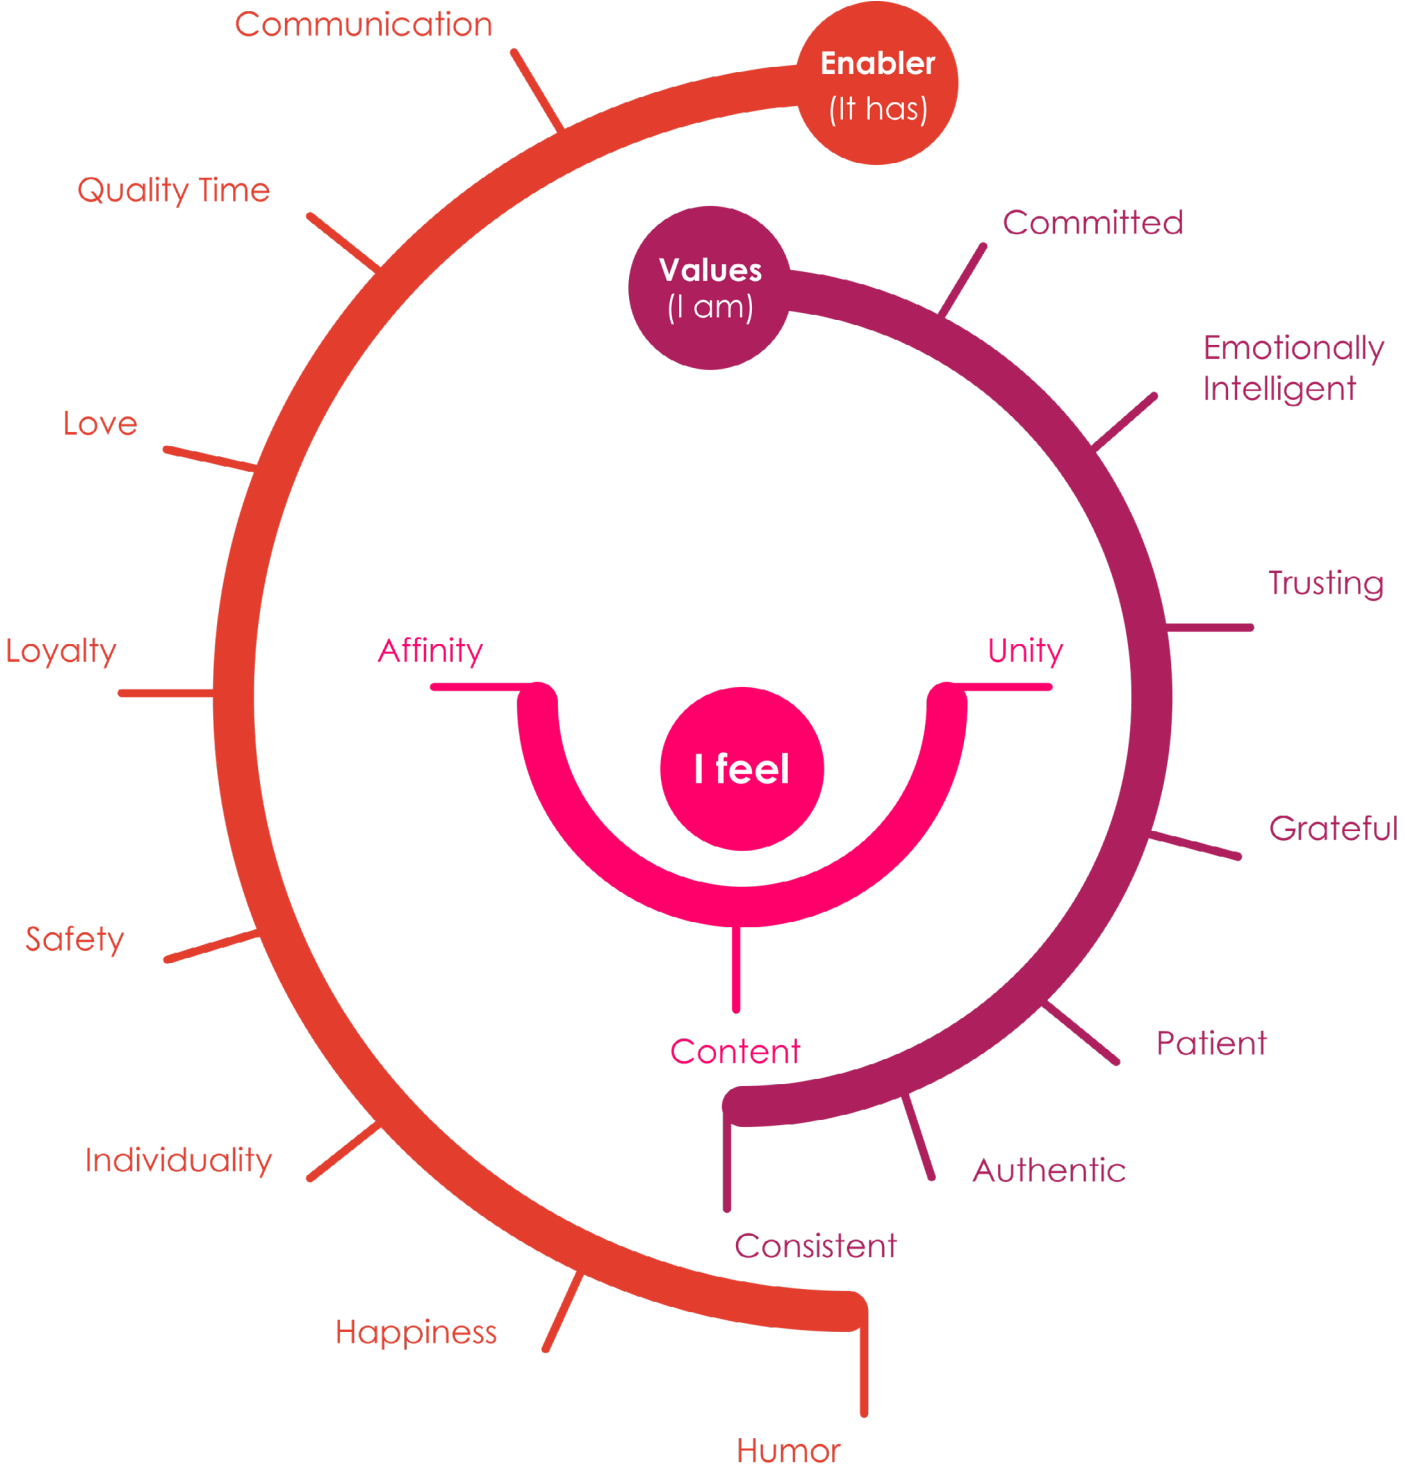 Communication
Enabler
(It has)
Quality Time
Values
(I am)
Committed
Emotionally
Intelligent
Love
Trusting
Loyalty
Affinity
Unity
I feel
Grateful
Safety
Content
Patient
Individuality
Authentic
Consistent
Happiness
Humor